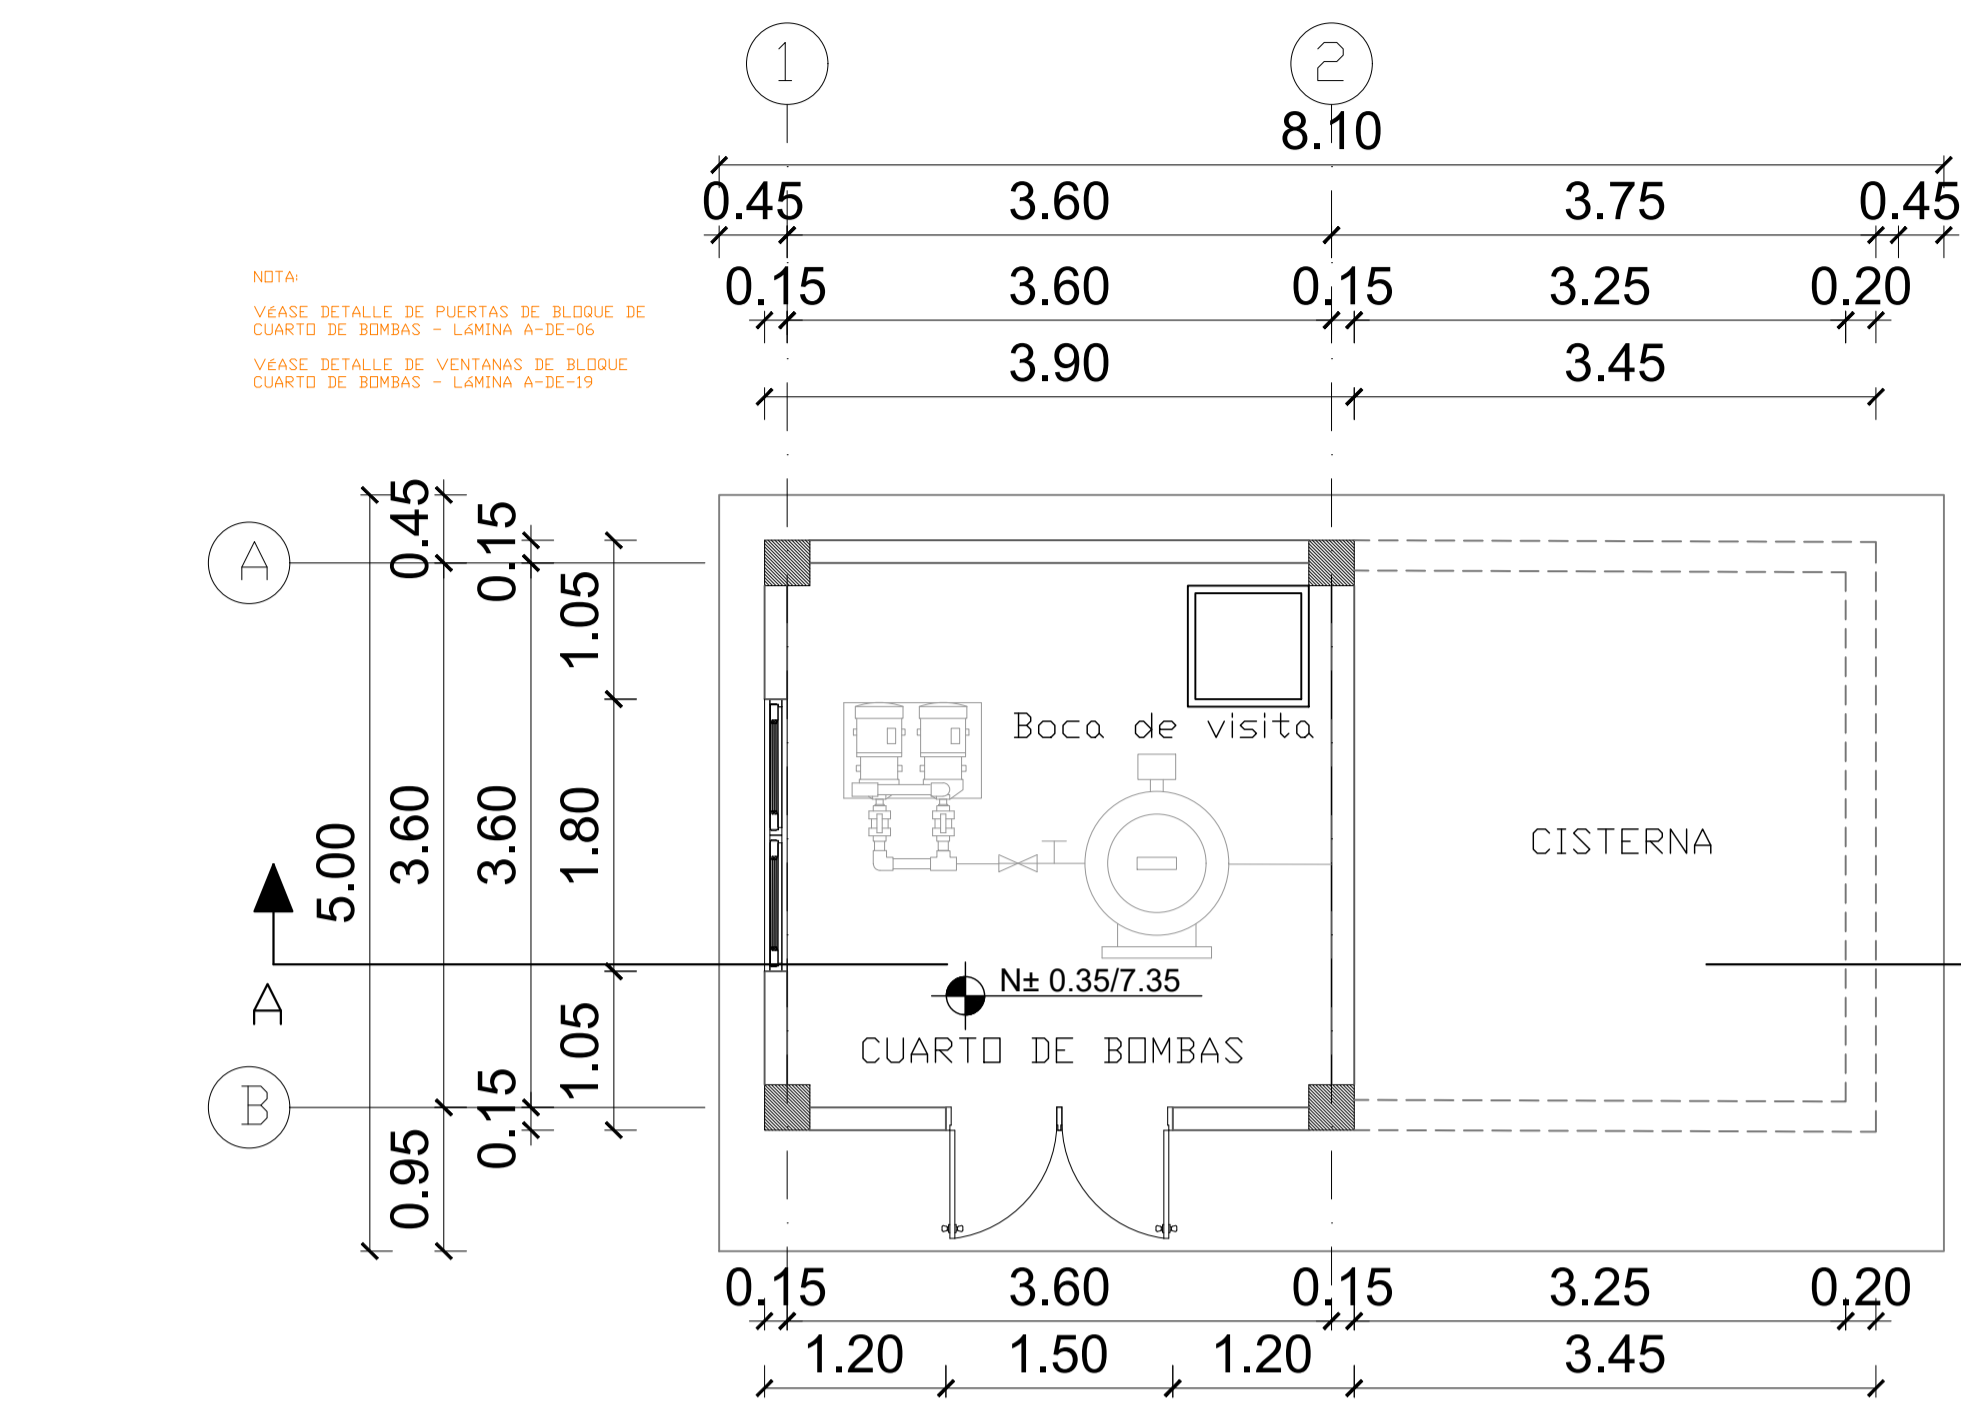 1
2
8.10
0.45
3.60
3.75
0.45
0.15
3.60
0.15
3.25
0.20
3.90
3.45
NOTA:
VÉASE DETALLE DE PUERTAS DE BLOQUE DE
CUARTO DE BOMBAS - LÁMINA A-DE-06
VÉASE DETALLE DE VENTANAS DE BLOQUE
CUARTO DE BOMBAS - LÁMINA A-DE-19
A
0.45
0.15
1.05
5.00
3.60
3.60
1.80
Boca de visita
CISTERNA
A
N± 0.35/7.35
CUARTO DE BOMBAS
B
0.95
0.15
1.05
0.15
3.60
0.15
3.25
0.20
1.20
1.50
1.20
3.45